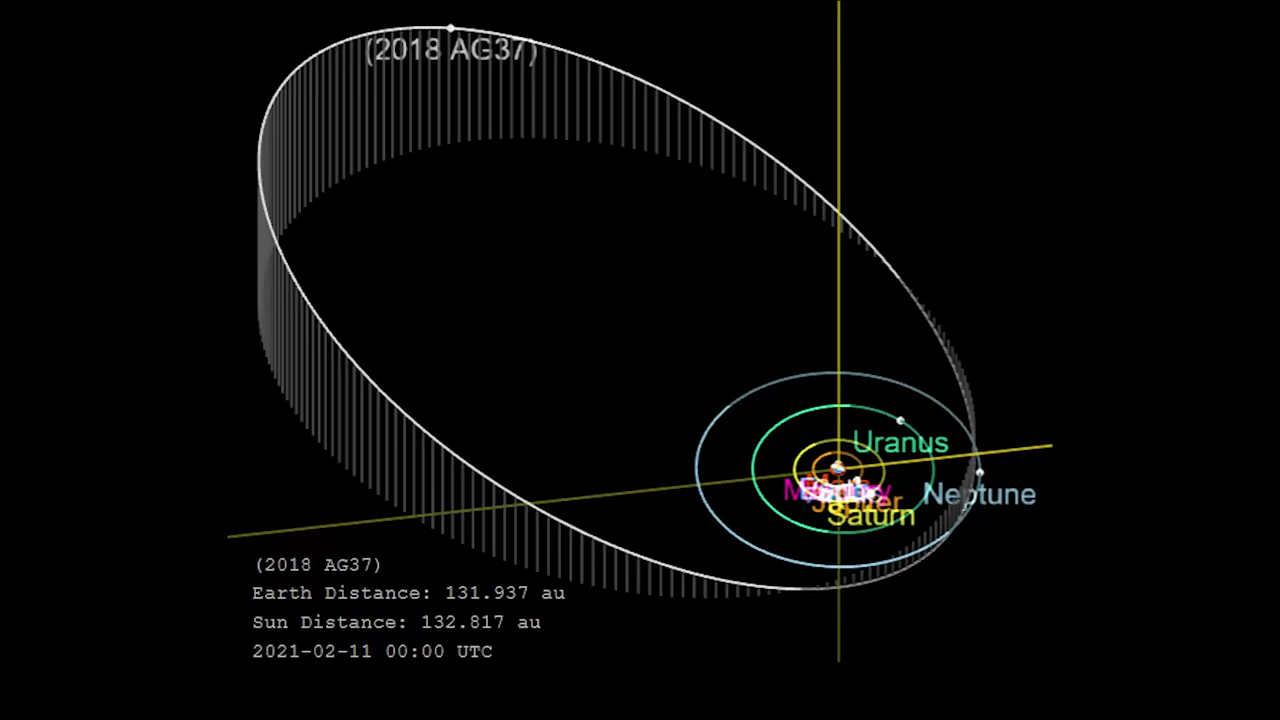 (2018 AG37)
Uranus
Neptune
Jupiter
Saturn
(2018 AG37)
Earth Distance: 131.937 au
Sun Distance: 132.817 au
2021-02-11 00:00 UTC